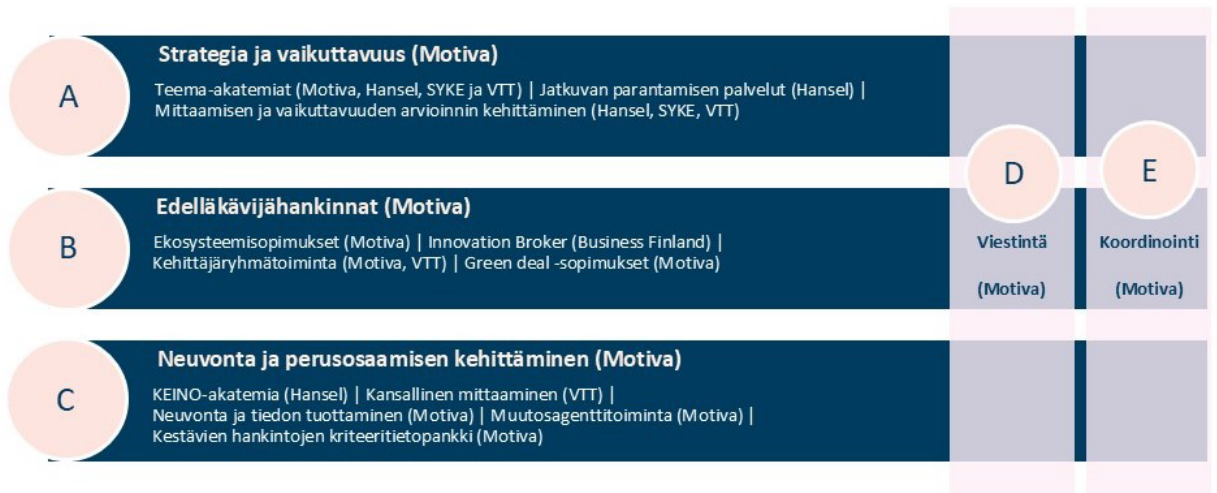 A
Strategia ja vaikuttavuus (Motiva)
Teema-akatemiat (Motiva, Hansel, SYKE ja VTT) | Jatkuvan parantamisen palvelut (Hansel) |
Mittaamisen ja vaikuttavuuden arvioinnin kehittäminen (Hansel, SYKE, VTT)
B
Edelläkävijähankinnat (Motiva)
Ekosysteemisopimukset (Motiva) | Innovation Broker (Business Finland) |
Kehittäjäryhmätoiminta (Motiva, VTT) | Green deal -sopimukset (Motiva)
C
Neuvonta ja perusosaamisen kehittäminen (Motiva)
KEINO-akatemia (Hansel) | Kansallinen mittaaminen (VTT) |
Neuvonta ja tiedon tuottaminen (Motiva) | Muutosagenttitoiminta (Motiva) |
Kestävien hankintojen kriteeritietopankki (Motiva)
D
Viestintä
(Motiva)
E
Koordinointi
(Motiva)